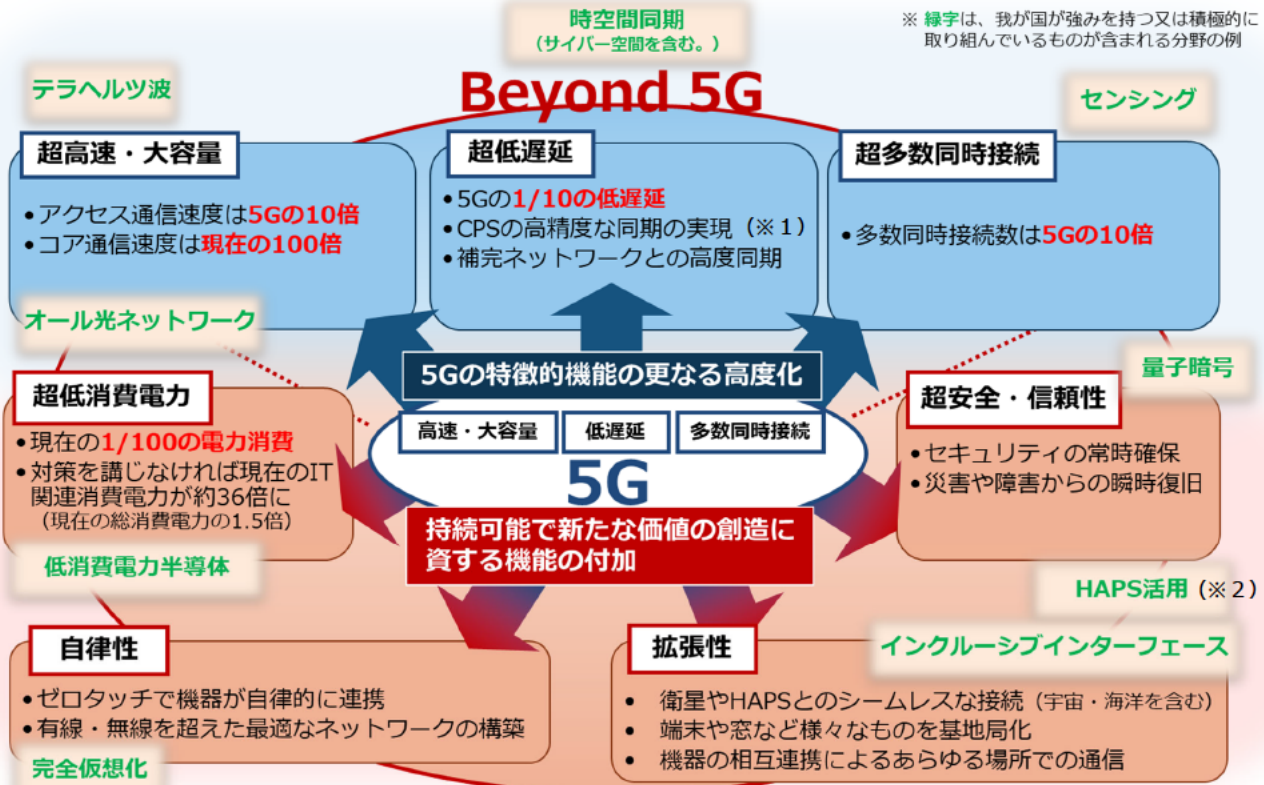 時空間同期
(サイバー空間を含む。)
※ 緑字は、我が国が強みを持つ又は積極的に
取り組んでいるものが含まれる分野の例
Beyond 5G
テラヘルツ波
センシング
超高速・大容量
•アクセス通信速度は5Gの10倍
•コア通信速度は現在の100倍
超低遅延
•5Gの1/10の低遅延
•CPSの高精度な同期の実現（※１）
•補完ネットワークとの高度同期
超多数同時接続
•多数同時接続数は5Gの10倍
オール光ネットワーク
5Gの特徴的機能の更なる高度化
量子暗号
超低消費電力
•現在の1/100の電力消費
•対策を講じなければ現在のIT
関連消費電力が約36倍に
（現在の総消費電力の1.5倍）
高速・大容量
低遅延
多数同時接続
5G
超安全・信頼性
•セキュリティの常時確保
•災害や障害からの瞬時復旧
持続可能で新たな価値の創造に
資する機能の付加
低消費電力半導体
HAPS活用（※２）
自律性
•ゼロタッチで機器が自律的に連携
•有線・無線を超えた最適なネットワークの構築
完全仮想化
拡張性
インクルーシブインターフェース
• 衛星やHAPSとのシームレスな接続（宇宙・海洋を含む）
• 端末や窓など様々なものを基地局化
• 機器の相互連携によるあらゆる場所での通信